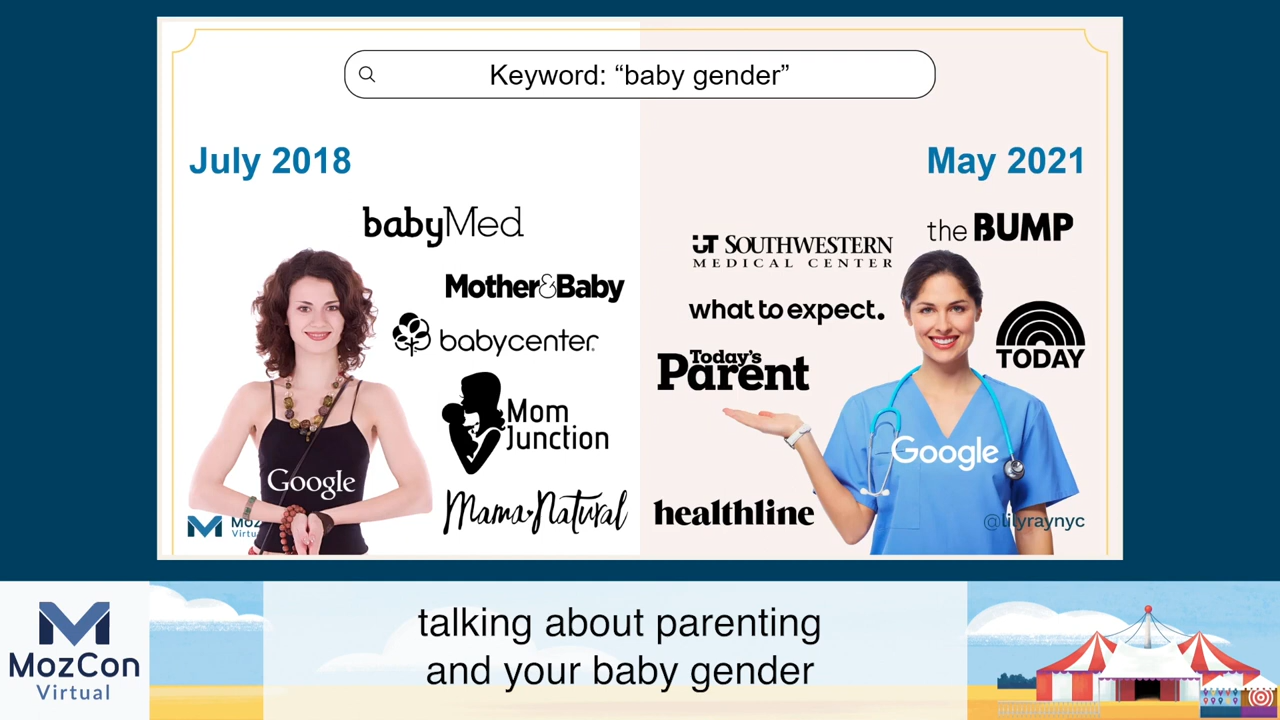 Keyword: “baby gender”
July 2018
babyMed
Mother&Baby
babycenter
Mom
Junction
Mama Natural
Google
Moz
Virtu
May 2021
the BUMP
UT SOUTHWESTERN
MEDICAL CENTER
what to expect.
TODAY
Today's
Parent
Google
healthline
@lilyraynyc
talking about parenting
and your baby gender
MozCon
Virtual